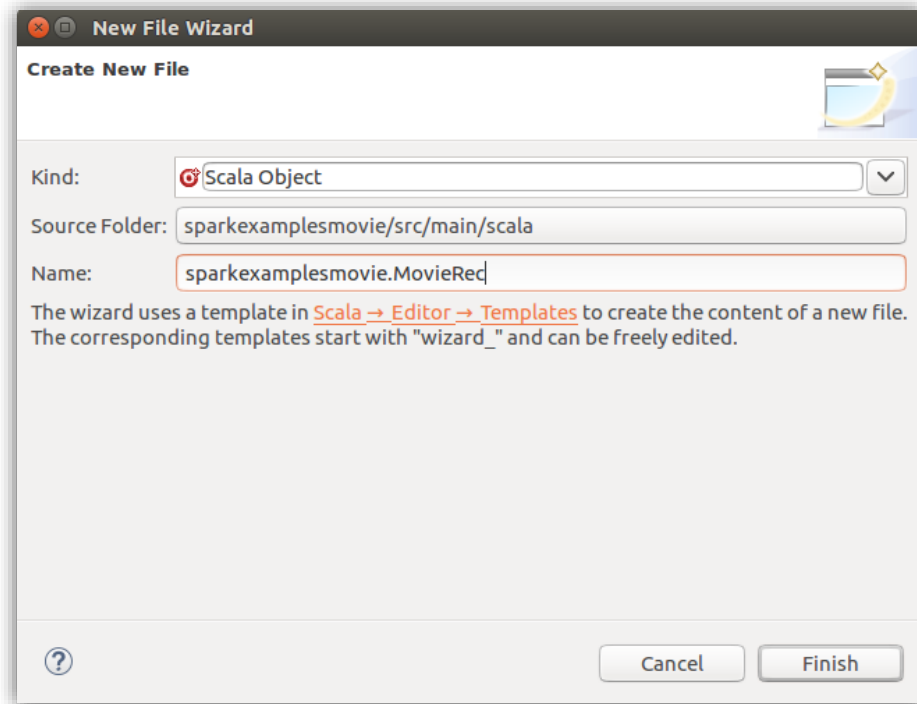 New File Wizard
Create New File
Kind: Scala Object
Source Folder: sparkexamplesmovie/src/main/scala
Name: sparkexamplesmovie.MovieRec
The wizard uses a template in Scala → Editor → Templates to create the content of a new file.
The corresponding templates start with "wizard_" and can be freely edited.
?
Cancel Finish